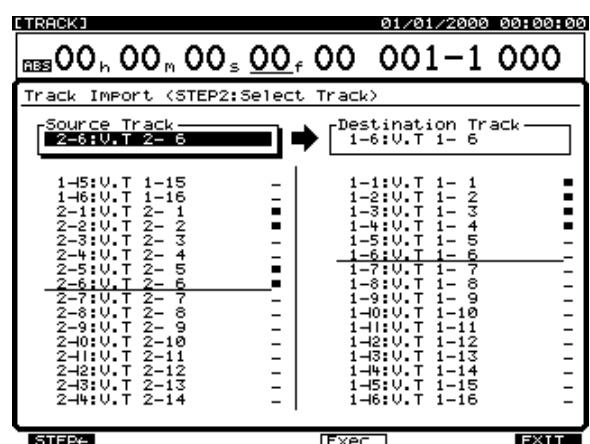 [TRACK] 01/01/2000 00:00:00
ABS 00h 00m 00s 00f 00 001-1 000
Track Import <STEP2:Select Track>
Source Track Destination Track
2-6:V.T 2- 6 1-6:V.T 1- 6
1-15:V.T 1-15 1-1:V.T 1- 1
1-16:V.T 1-16 1-2:V.T 1- 2
2-1:V.T 2- 1 1-3:V.T 1- 3
2-2:V.T 2- 2 1-4:V.T 1- 4
2-3:V.T 2- 3 1-5:V.T 1- 5
2-4:V.T 2- 4 1-6:V.T 1- 6
2-5:V.T 2- 5 1-7:V.T 1- 7
2-6:V.T 2- 6 1-8:V.T 1- 8
2-7:V.T 2- 7 1-9:V.T 1- 9
2-8:V.T 2- 8 1-10:V.T 1-10
2-9:V.T 2- 9 1-11:V.T 1-11
2-10:V.T 2-10 1-12:V.T 1-12
2-11:V.T 2-11 1-13:V.T 1-13
2-12:V.T 2-12 1-14:V.T 1-14
2-13:V.T 2-13 1-15:V.T 1-15
2-14:V.T 2-14 1-16:V.T 1-16
STEP← Exec EXIT